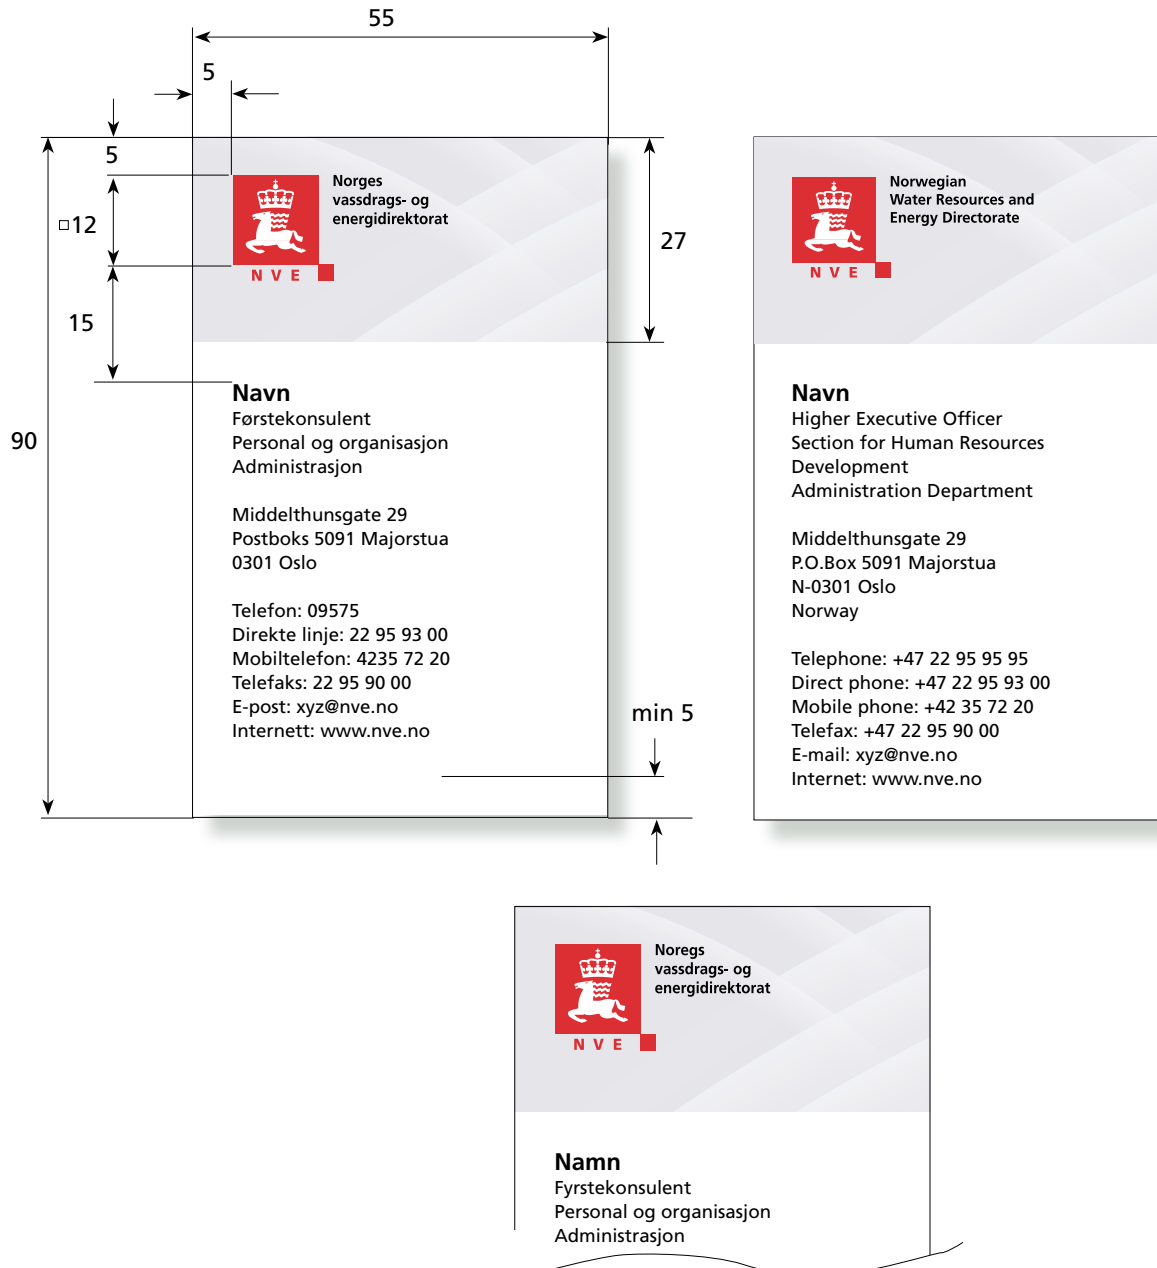 55
5
5
□12
15
90
27
min 5
Norges
vassdrags- og
energidirektorat
NVE
Navn
Førstekonsulent
Personal og organisasjon
Administrasjon
Middelthunsgate 29
Postboks 5091 Majorstua
0301 Oslo
Telefon: 09575
Direkte linje: 22 95 93 00
Mobiltelefon: 4235 72 20
Telefaks: 22 95 90 00
E-post: xyz@nve.no
Internett: www.nve.no
Norwegian
Water Resources and
Energy Directorate
NVE
Navn
Higher Executive Officer
Section for Human Resources
Development
Administration Department
Middelthunsgate 29
P.O.Box 5091 Majorstua
N-0301 Oslo
Norway
Telephone: +47 22 95 95 95
Direct phone: +47 22 95 93 00
Mobile phone: +42 35 72 20
Telefax: +47 22 95 90 00
E-mail: xyz@nve.no
Internet: www.nve.no
Noregs
vassdrags- og
energidirektorat
NVE
Namn
Fyrstekonsulent
Personal og organisasjon
Administrasjon